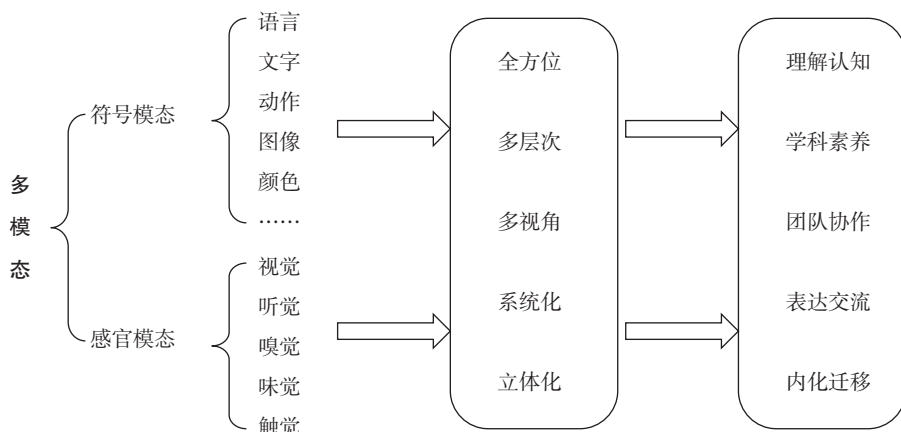 多模态
符号模态
语言
文字
动作
图像
颜色
……
感官模态
视觉
听觉
嗅觉
味觉
触觉
全方位
多层次
多视角
系统化
立体化
理解认知
学科素养
团队协作
表达交流
内化迁移